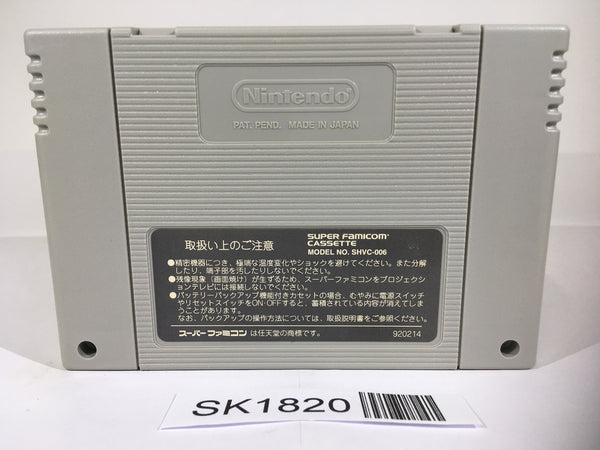 Nintendo
PAT. PEND. MADE IN JAPAN
取扱い上のご注意
SUPER FAMICOM
CASSETTE
MODEL NO. SHVC-006
●精密機器につき、極端な温度変化やショックを避けてください。また分解
したり、端子部を汚したりしないでください。
●残像現象（画面焼け）が生ずるため、スーパーファミコンをプロジェクショ
ンテレビには接続しないでください。
●バッテリーバックアップ機能付きカセットの場合、むやみに電源スイッチ
やリセットスイッチをON・OFFすると、蓄積されている内容が消えてしま
うことがあります。
なお、バックアップの操作方法については、取扱説明書をご参照ください。
スーパーファミコン は任天堂の商標です。
920214
SK1820